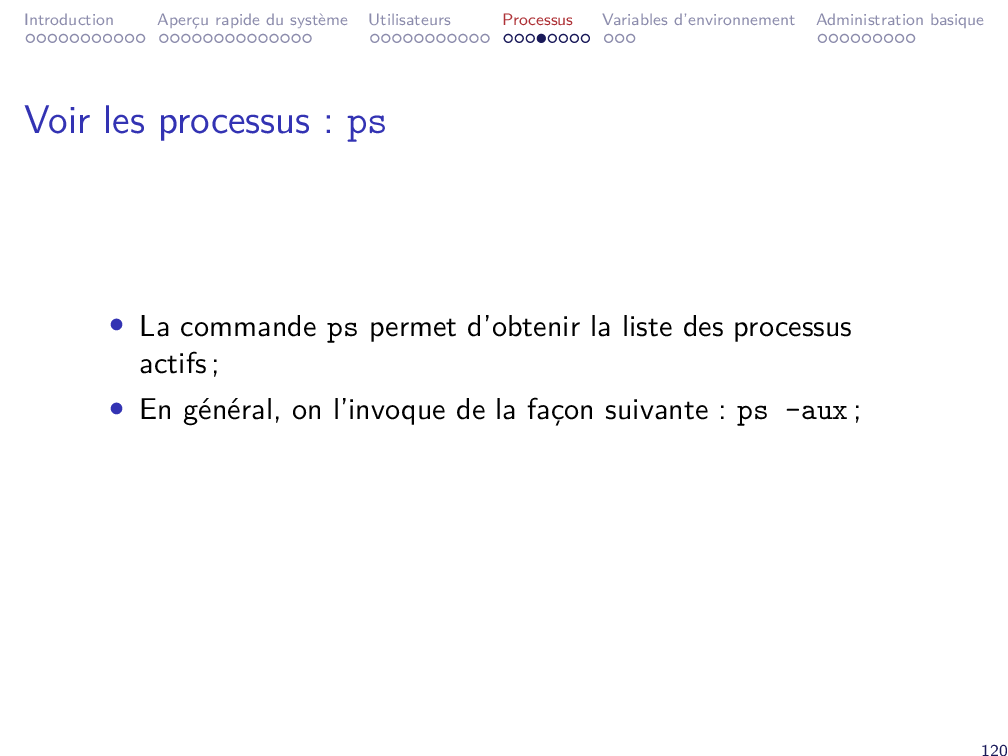 Introduction Aperçu rapide du système Utilisateurs Processus Variables d'environnement Administration basique
Voir les processus : ps
• La commande ps permet d'obtenir la liste des processus
actifs ;
• En général, on l'invoque de la façon suivante : ps -aux ;
120